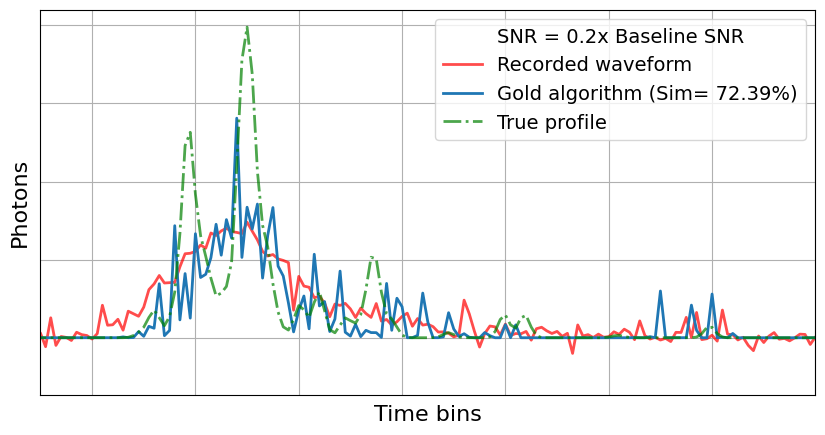 SNR = 0.2x Baseline SNR
Recorded waveform
Gold algorithm (Sim= 72.39%)
True profile
Photons
Time bins